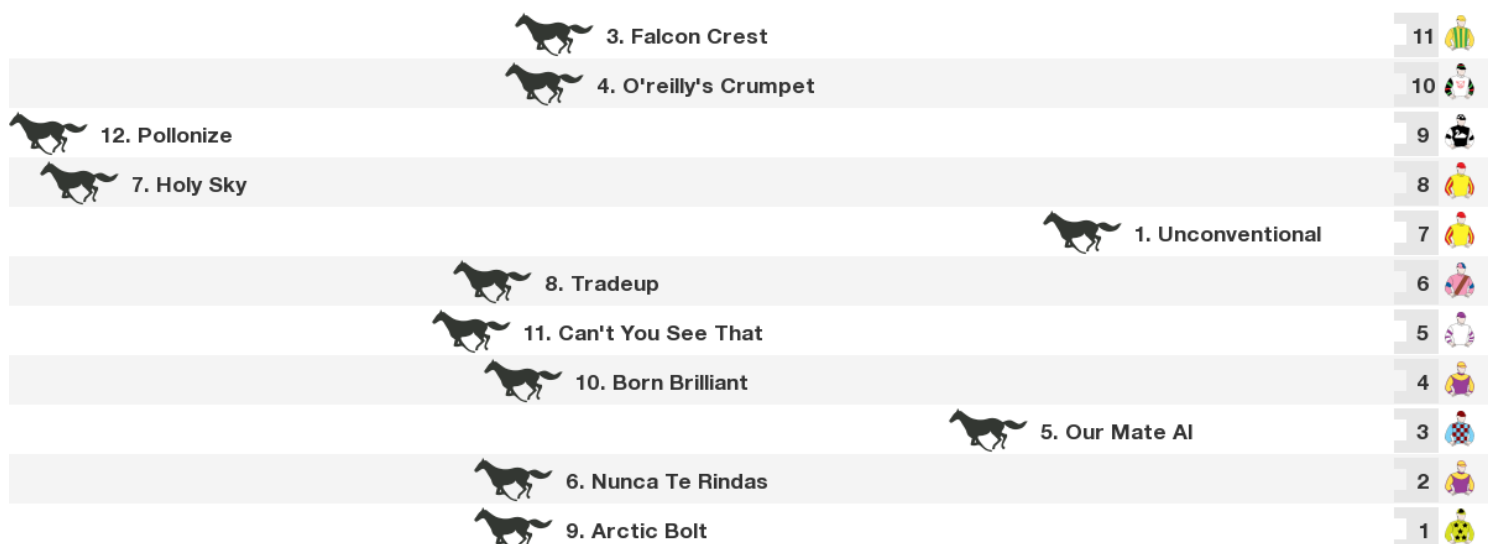 3. Falcon Crest 11
4. O'reilly's Crumpet 10
12. Pollonize 9
7. Holy Sky 8
1. Unconventional 7
8. Tradeup 6
11. Can't You See That 5
10. Born Brilliant 4
5. Our Mate Al 3
6. Nunca Te Rindas 2
9. Arctic Bolt 1